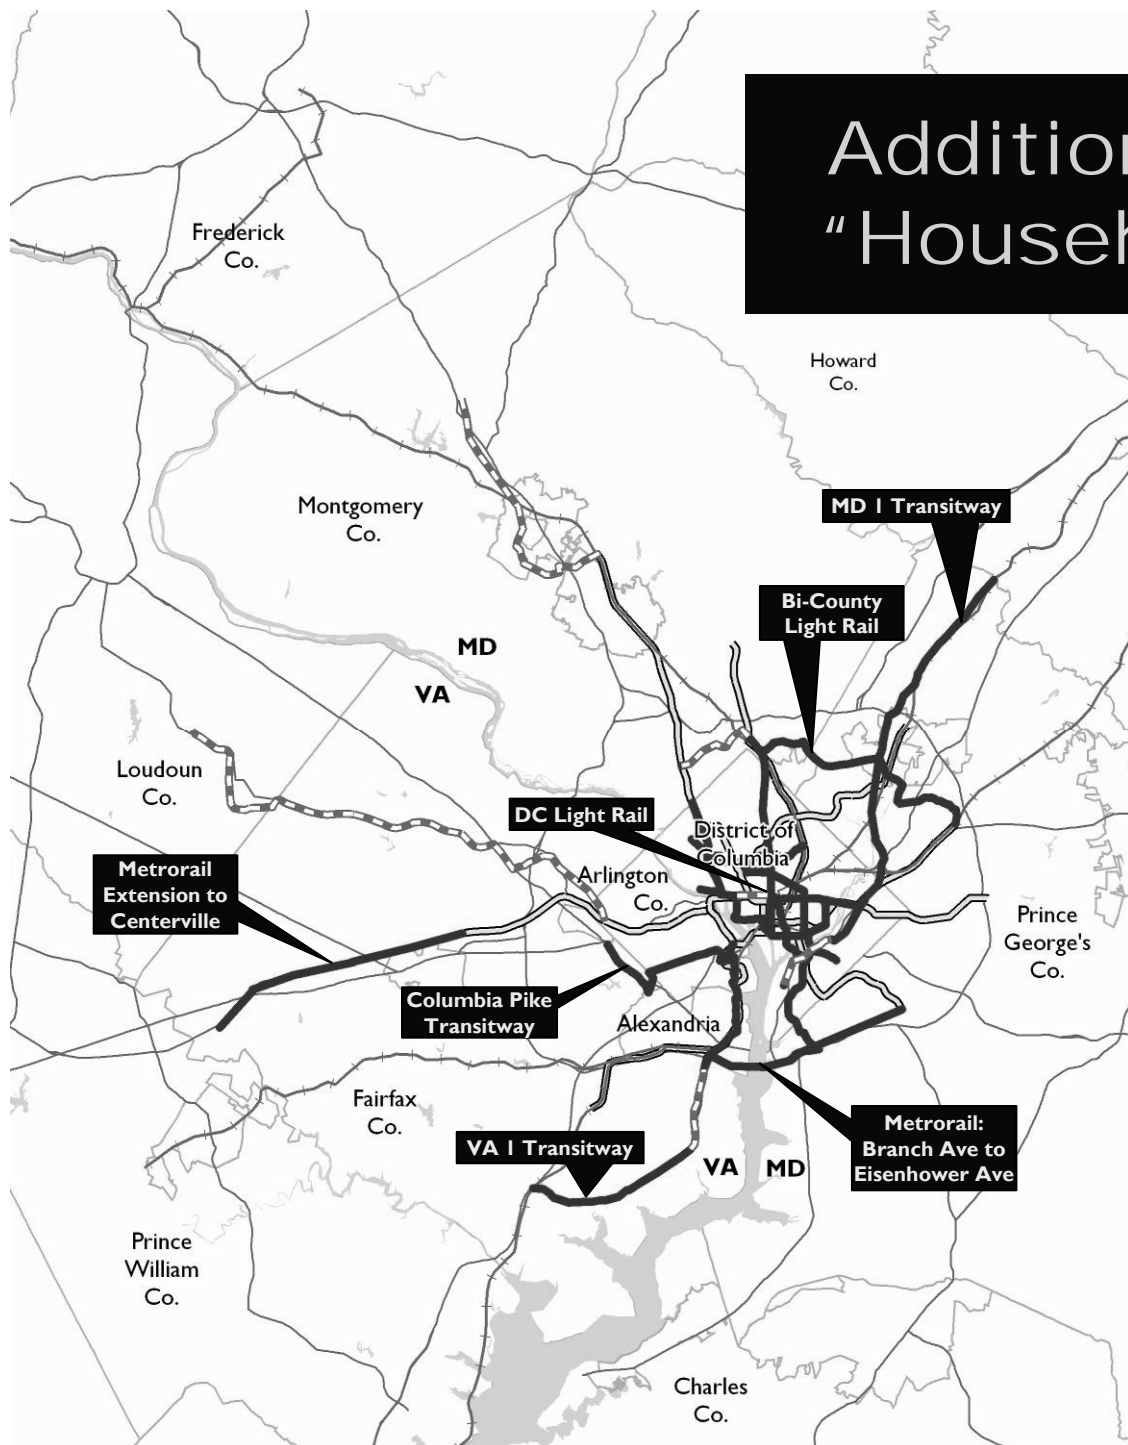 Addition
"Househ
Frederick
Co.
Howard
Co.
Montgomery
Co.
MD 1 Transitway
Bi-County
Light Rail
MD
VA
Loudoun
Co.
DC Light Rail
District of
Columbia
Metrorail
Extension to
Centerville
Arlington
Co.
Prince
George's
Co.
Columbia Pike
Transitway
Alexandria
Fairfax
Co.
Metrorail:
Branch Ave to
Eisenhower Ave
VA 1 Transitway
VA
MD
Prince
William
Co.
Charles
Co.